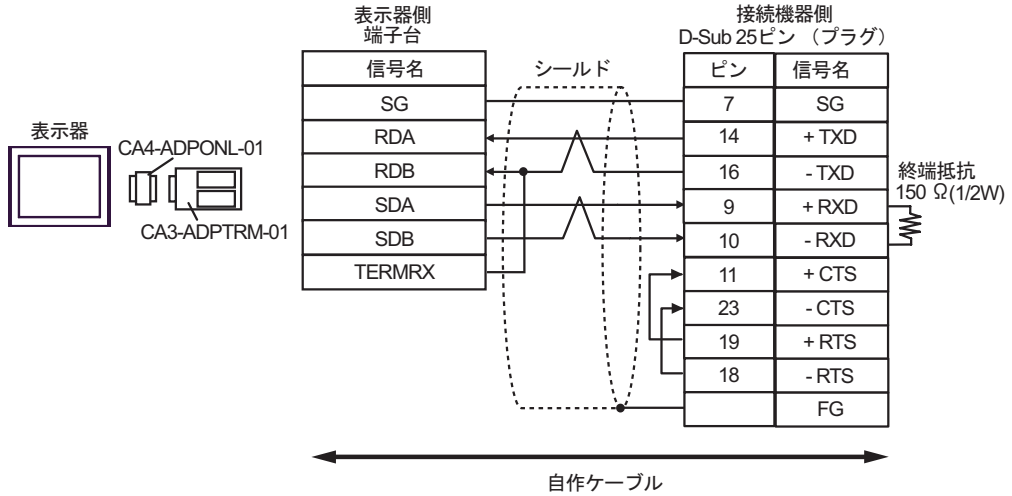 表示器側
端子台
接続機器側
D-Sub 25ピン （プラグ）
信号名
シールド
ピン
信号名
SG
7
SG
RDA
14
+ TXD
RDB
16
- TXD
SDA
9
+ RXD
SDB
10
- RXD
TERMRX
11
+ CTS
23
- CTS
19
+ RTS
18
- RTS
FG
表示器
CA4-ADPONL-01
CA3-ADPTRM-01
終端抵抗
150 Ω(1/2W)
自作ケーブル